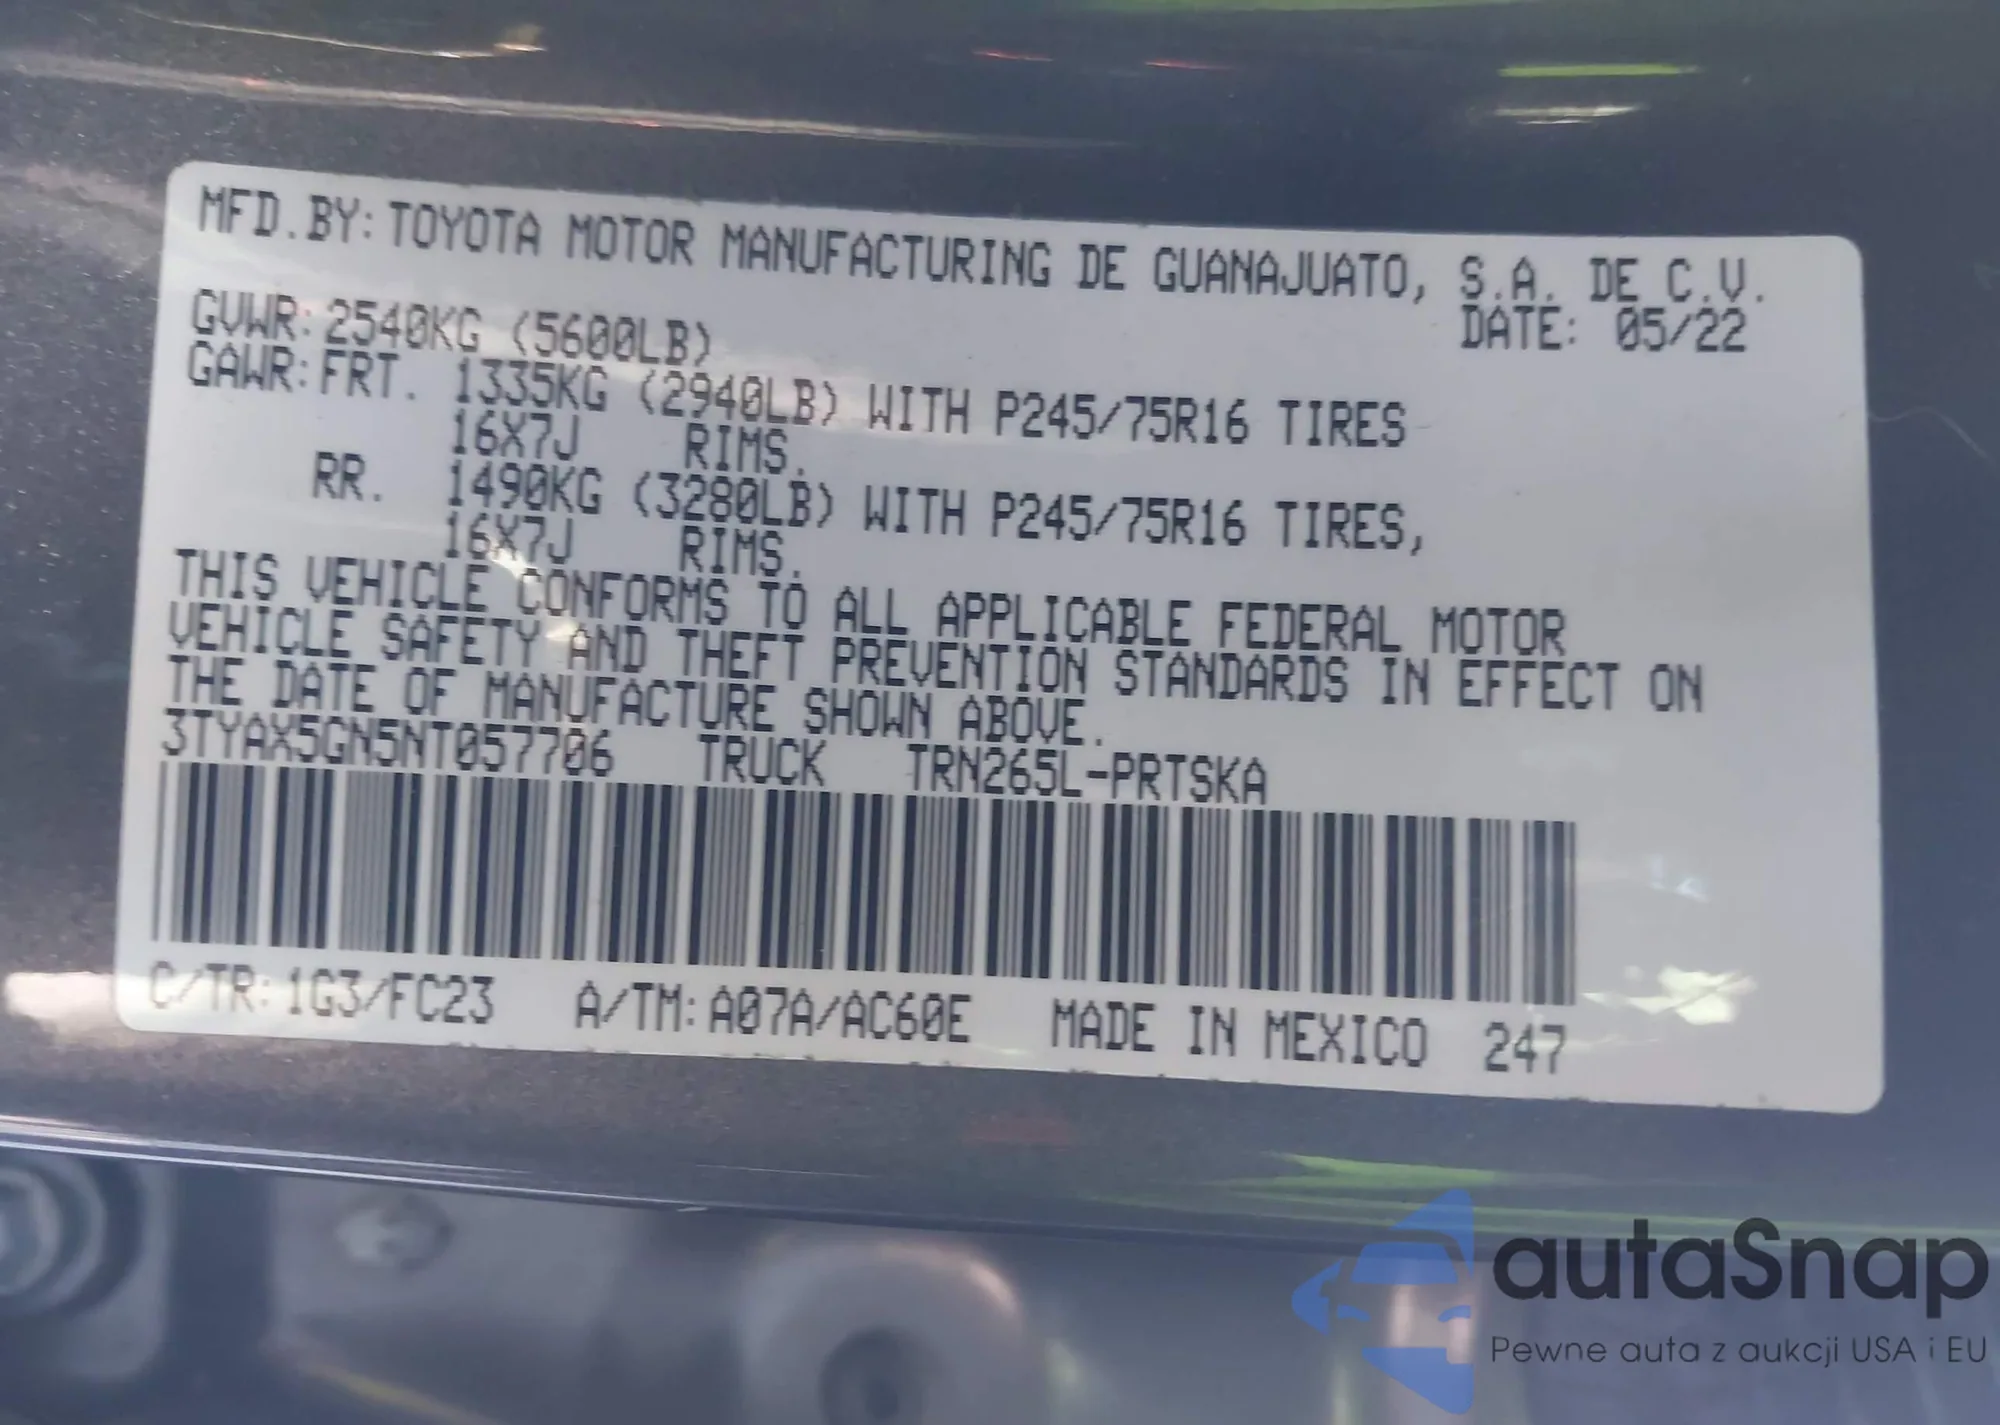 MFD.BY: TOYOTA MOTOR MANUFACTURING DE GUANAJUATO, S.A. DE C.V.
GVWR: 2540KG (5600LB) DATE: 05/22
GAWR: FRT. 1335KG (2940LB) WITH P245/75R16 TIRES
16X7J RIMS.
RR. 1490KG (3280LB) WITH P245/75R16 TIRES,
16X7J RIMS.
THIS VEHICLE CONFORMS TO ALL APPLICABLE FEDERAL MOTOR
VEHICLE SAFETY AND THEFT PREVENTION STANDARDS IN EFFECT ON
THE DATE OF MANUFACTURE SHOWN ABOVE.
3TYAX5GN5NT057706 TRUCK TRN265L-PRTSKA
C/TR: 1G3/FC23 A/TM: A07A/AC60E MADE IN MEXICO 247
autaSnap
Pewne auta z aukcji USA i EU